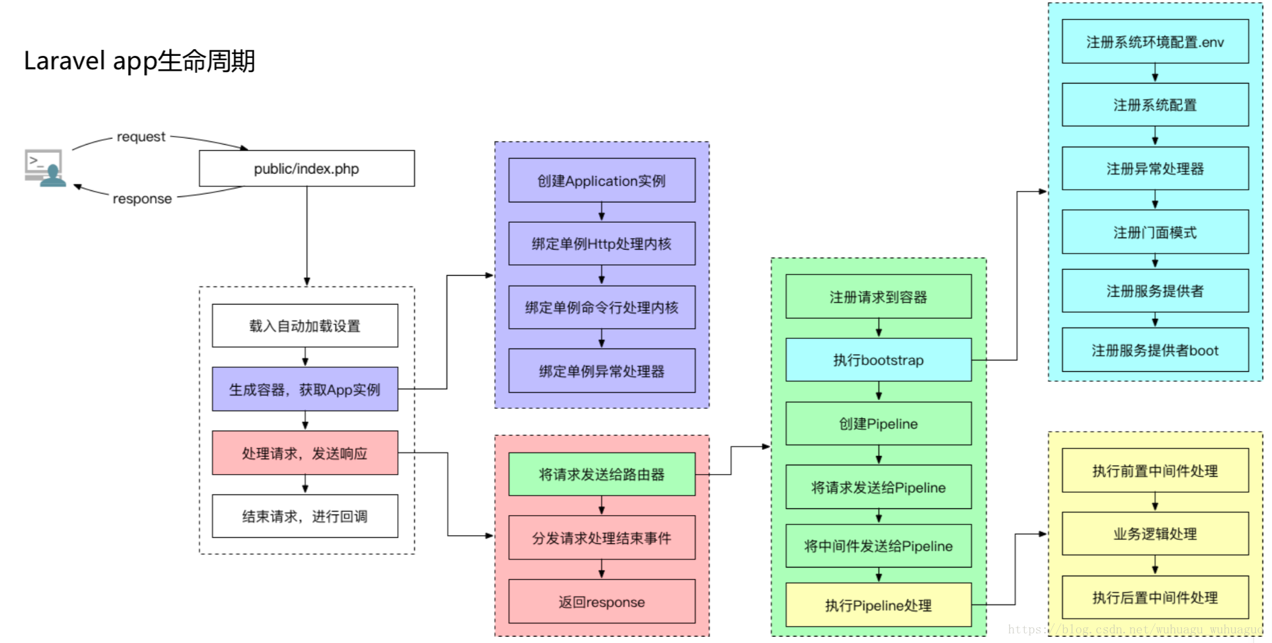 Laravel app生命周期
request
public/index.php
response
载入自动加载设置
生成容器，获取App实例
处理请求，发送响应
结束请求，进行回调
创建Application实例
绑定单例Http处理内核
绑定单例命令行处理内核
绑定单例异常处理器
将请求发送给路由器
分发请求处理结束事件
返回response
注册请求到容器
执行bootstrap
创建Pipeline
将请求发送给Pipeline
将中间件发送给Pipeline
执行Pipeline处理
注册系统环境配置.env
注册系统配置
注册异常处理器
注册门面模式
注册服务提供者
注册服务提供者boot
执行前置中间件处理
业务逻辑处理
执行后置中间件处理
https://blog.csdn.net/wuhuagu_wuhuaguo